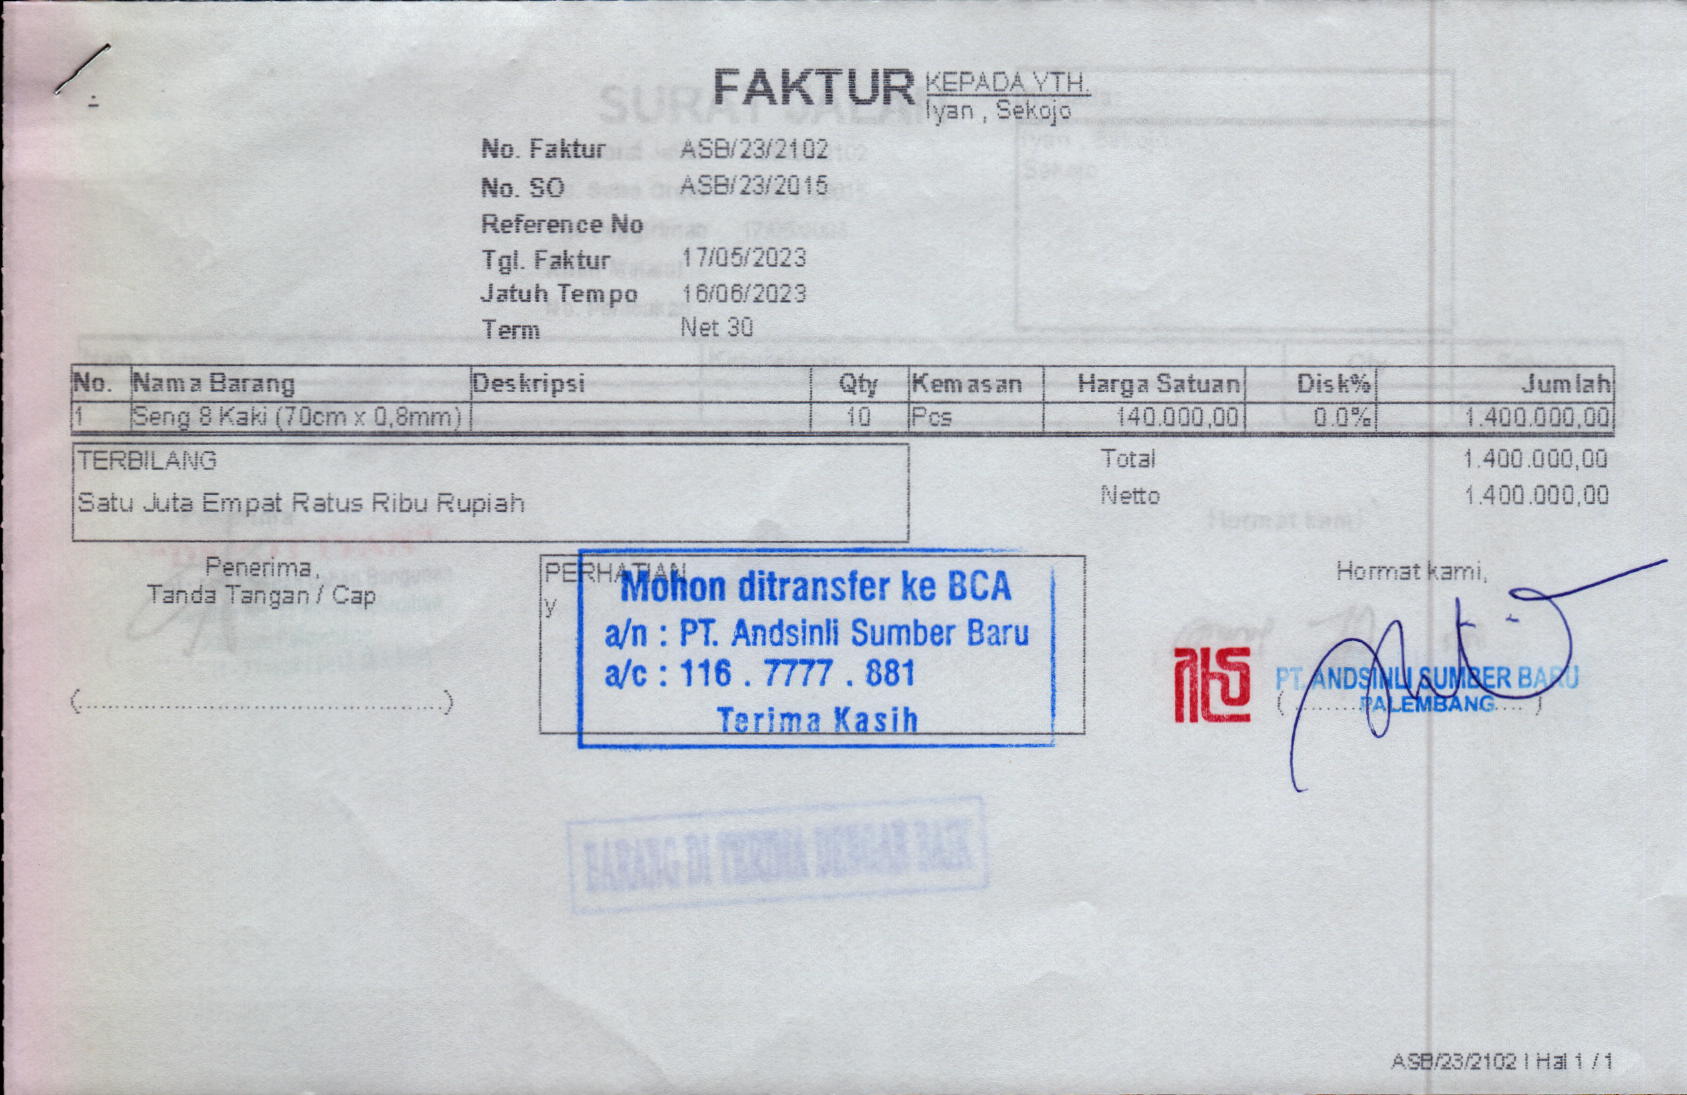 FAKTUR
KEPADA YTH.
Iyan , Sekojo
No. Faktur ASB/23/2102
No. SO ASB/23/2015
Reference No
Tgl. Faktur 17/05/2023
Jatuh Tempo 16/06/2023
Term Net 30
No. Nama Barang Deskripsi Qty Kemasan Harga Satuan Disk% Jumlah
1 Seng 8 Kaki (70cm x 0,8mm) 10 Pcs 140.000,00 0.0% 1.400.000,00
TERBILANG
Satu Juta Empat Ratus Ribu Rupiah
Total 1.400.000,00
Netto 1.400.000,00
Penerima,
Tanda Tangan / Cap
(............................................)
PERHATIAN
y
Mohon ditransfer ke BCA
a/n : PT. Andsinli Sumber Baru
a/c : 116 . 7777 . 881
Terima Kasih
Hormat kami,
PT. ANDSINLI SUMBER BARU
PALEMBANG
BARANG DI TERIMA DENGAN BAIK
ASB/23/2102 | Hal 1 / 1